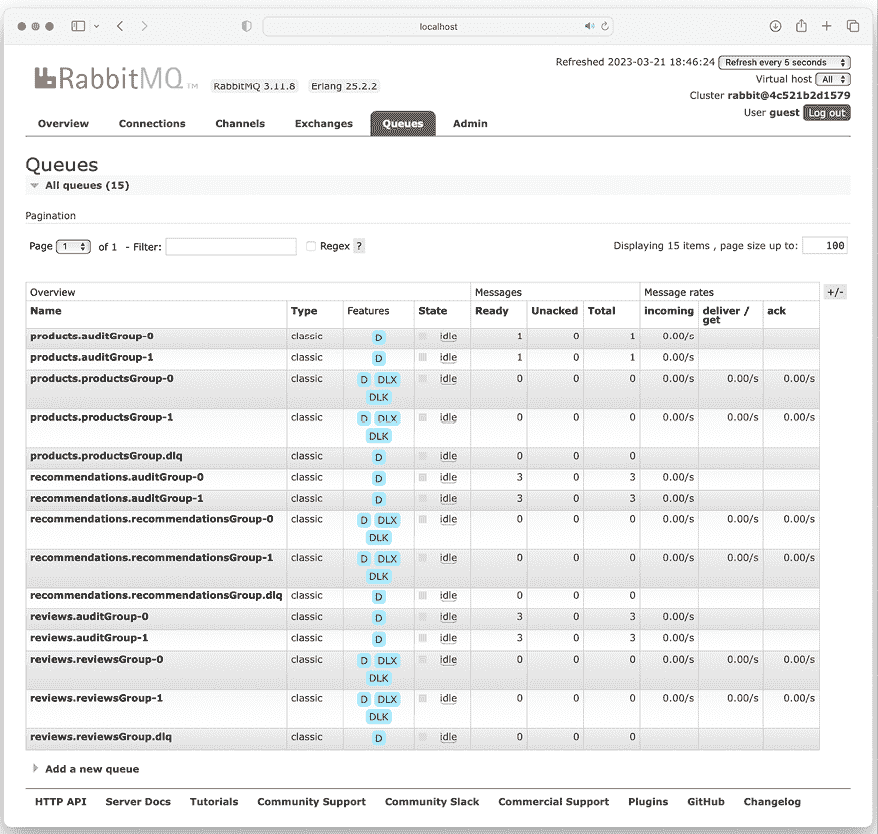 localhost
Refreshed 2023-03-21 18:46:24 Refresh every 5 seconds
RabbitMQ TM RabbitMQ 3.11.8 Erlang 25.2.2
Virtual host All
Cluster rabbit@4c521b2d1579
User guest Log out
Overview Connections Channels Exchanges Queues Admin
Queues
All queues (15)
Pagination
Page 1 of 1 - Filter: Regex ? Displaying 15 items , page size up to: 100
Overview Messages Message rates +/-
Name Type Features State Ready Unacked Total incoming deliver / get ack
products.auditGroup-0 classic D idle 1 0 1 0.00/s
products.auditGroup-1 classic D idle 1 0 1 0.00/s
products.productsGroup-0 classic D DLX idle 0 0 0 0.00/s 0.00/s 0.00/s
DLK
products.productsGroup-1 classic D DLX idle 0 0 0 0.00/s 0.00/s 0.00/s
DLK
products.productsGroup.dlq classic D idle 0 0 0
recommendations.auditGroup-0 classic D idle 3 0 3 0.00/s
recommendations.auditGroup-1 classic D idle 3 0 3 0.00/s
recommendations.recommendationsGroup-0 classic D DLX idle 0 0 0 0.00/s 0.00/s 0.00/s
DLK
recommendations.recommendationsGroup-1 classic D DLX idle 0 0 0 0.00/s 0.00/s 0.00/s
DLK
recommendations.recommendationsGroup.dlq classic D idle 0 0 0
reviews.auditGroup-0 classic D idle 3 0 3 0.00/s
reviews.auditGroup-1 classic D idle 3 0 3 0.00/s
reviews.reviewsGroup-0 classic D DLX idle 0 0 0 0.00/s 0.00/s 0.00/s
DLK
reviews.reviewsGroup-1 classic D DLX idle 0 0 0 0.00/s 0.00/s 0.00/s
DLK
reviews.reviewsGroup.dlq classic D idle 0 0 0
Add a new queue
HTTP API Server Docs Tutorials Community Support Community Slack Commercial Support Plugins GitHub Changelog